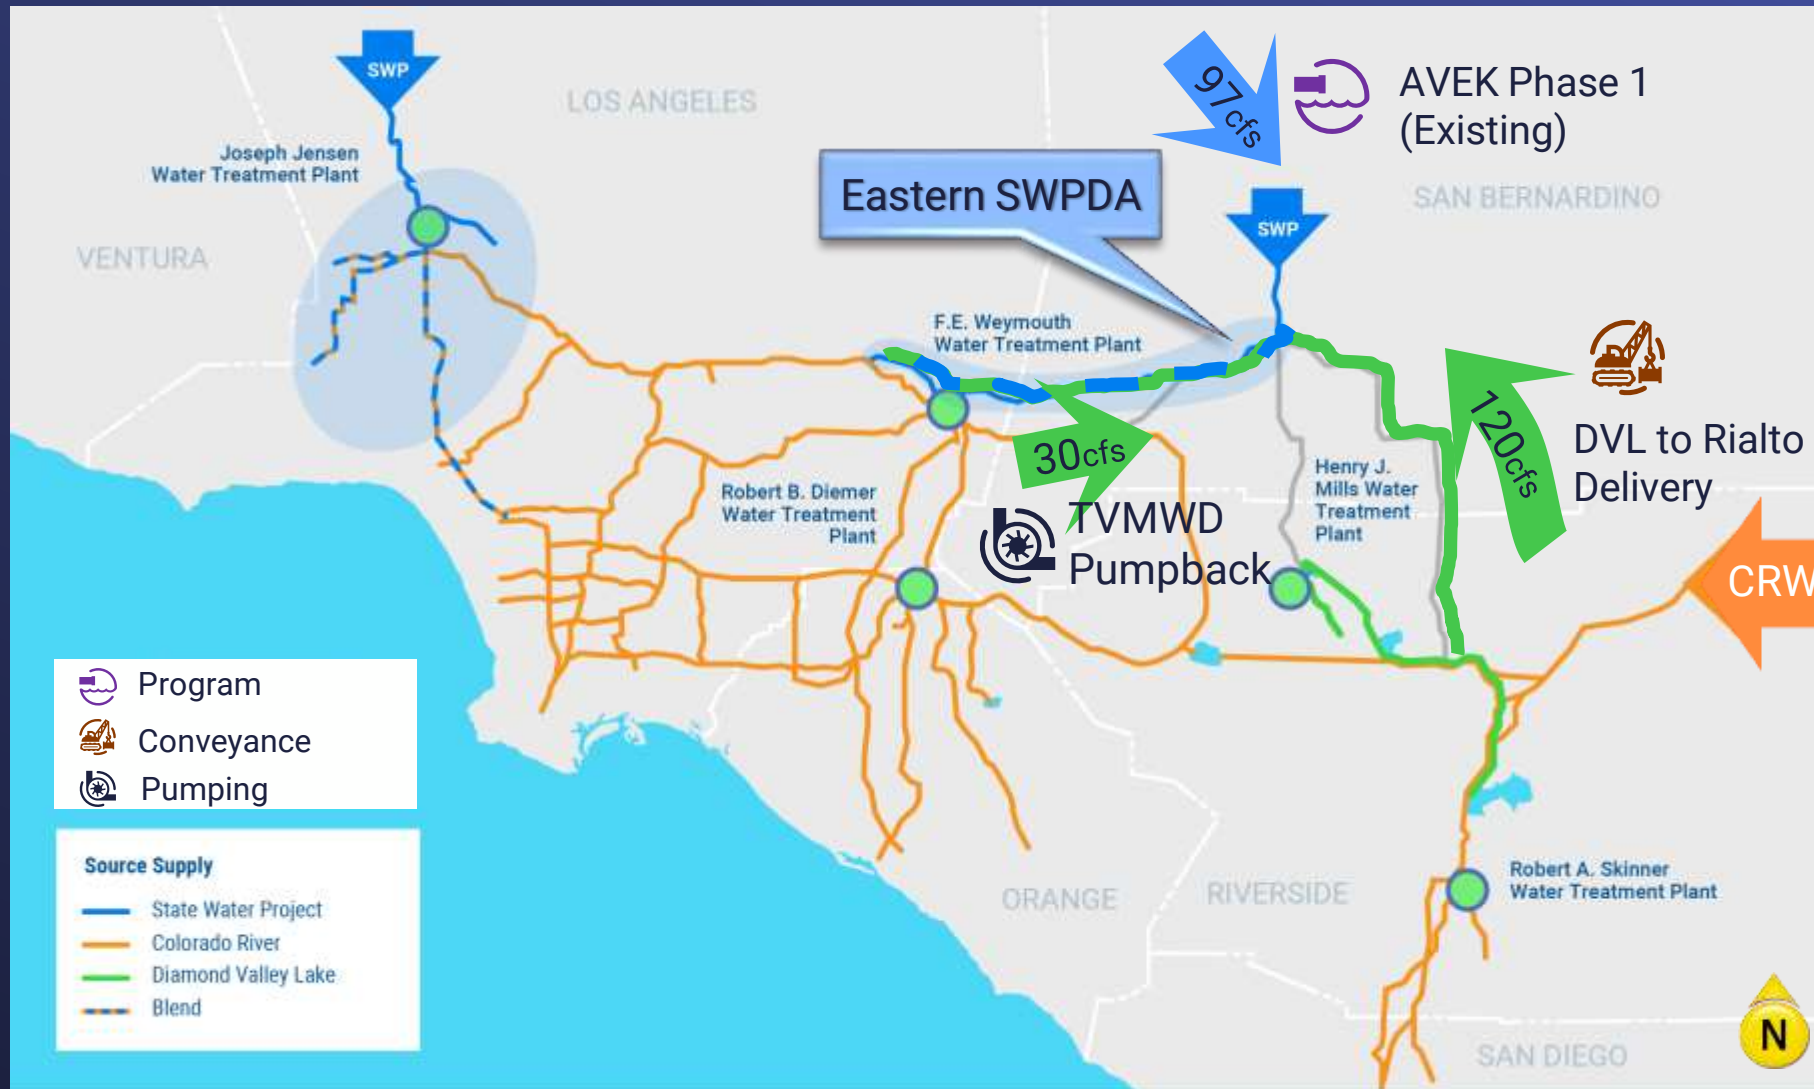 SWP
LOS ANGELES
97cfs
AVEK Phase 1
(Existing)
Joseph Jensen
Water Treatment Plant
Eastern SWPDA
SAN BERNARDINO
SWP
VENTURA
F.E. Weymouth
Water Treatment Plant
120cfs
DVL to Rialto
Delivery
30cfs
Henry J.
Mills Water
Treatment
Plant
Robert B. Diemer
Water Treatment
Plant
TVMWD
Pumpback
CRW
Program
Conveyance
Pumping
Source Supply
State Water Project
Colorado River
Diamond Valley Lake
Blend
ORANGE
RIVERSIDE
Robert A. Skinner
Water Treatment Plant
SAN DIEGO
N